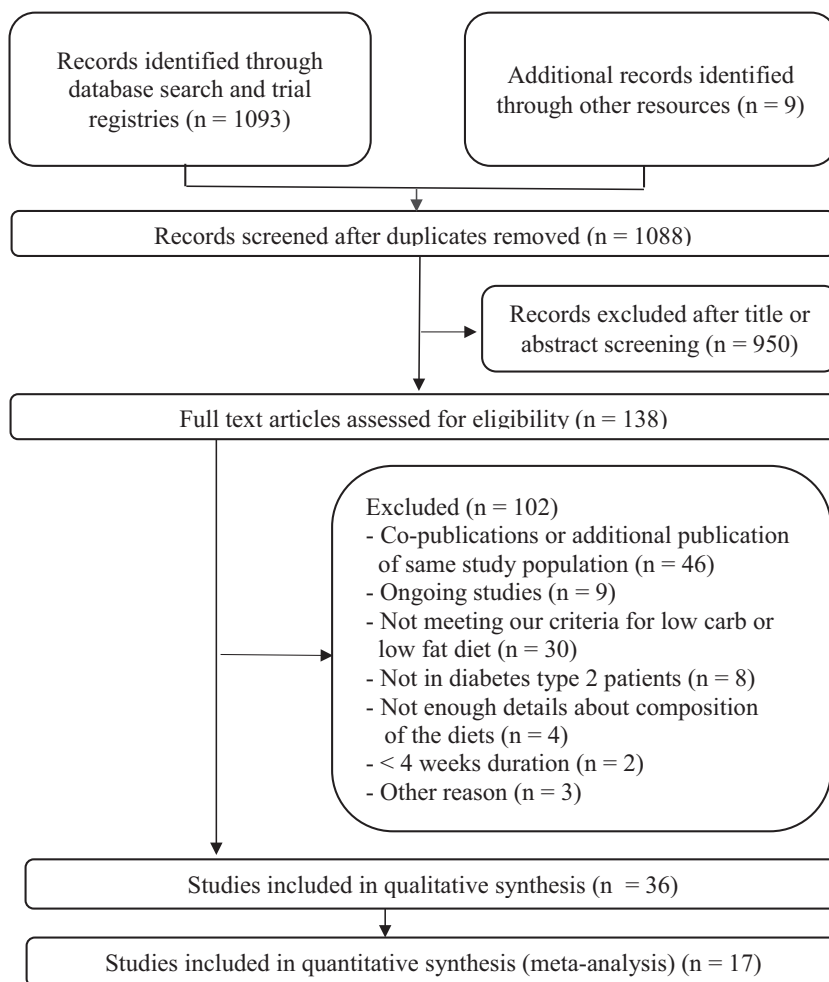 Records identified through
database search and trial
registries (n = 1093)
Additional records identified
through other resources (n = 9)
Records screened after duplicates removed (n = 1088)
Records excluded after title or
abstract screening (n = 950)
Full text articles assessed for eligibility (n = 138)
Excluded (n = 102)
- Co-publications or additional publication
of same study population (n = 46)
- Ongoing studies (n = 9)
- Not meeting our criteria for low carb or
low fat diet (n = 30)
- Not in diabetes type 2 patients (n = 8)
- Not enough details about composition
of the diets (n = 4)
- < 4 weeks duration (n = 2)
- Other reason (n = 3)
Studies included in qualitative synthesis (n = 36)
Studies included in quantitative synthesis (meta-analysis) (n = 17)